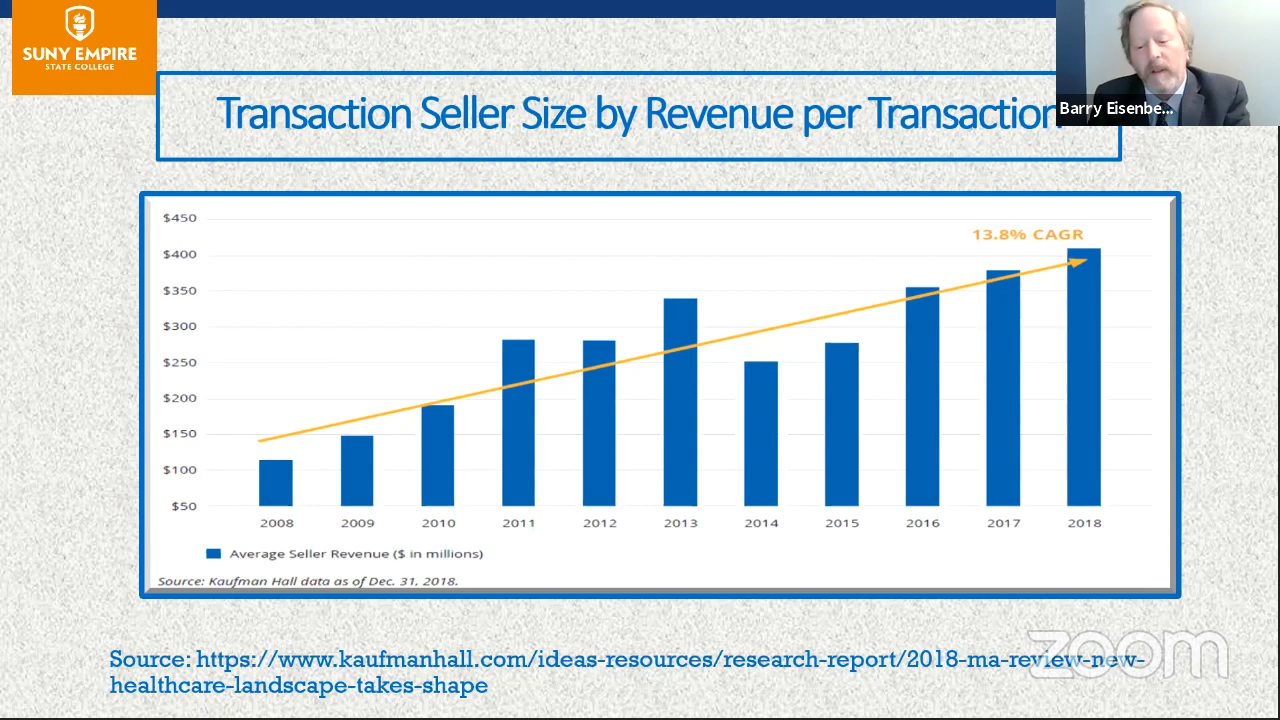 SUNY EMPIRE
STATE COLLEGE
Transaction Seller Size by Revenue per Transaction
Barry Eisenbe...
$450
$400
$350
$300
$250
$200
$150
$100
$50
13.8% CAGR
2008 2009 2010 2011 2012 2013 2014 2015 2016 2017 2018
Average Seller Revenue ($ in millions)
Source: Kaufman Hall data as of Dec. 31, 2018.
Source: https://www.kaufmanhall.com/ideas-resources/research-report/2018-ma-review-new-
healthcare-landscape-takes-shape
zoom